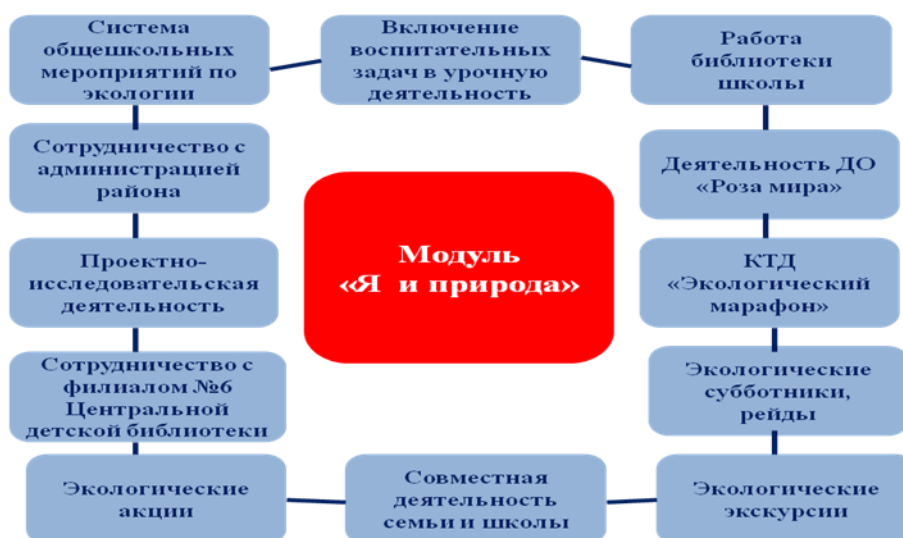 Система
общешкольных
мероприятий по
экологии
Включение
воспитательных
задач в урочную
деятельность
Работа
библиотеки
школы
Сотрудничество с
администрацией
района
Деятельность ДО
«Роза мира»
Модуль
«Я и природа»
Проектно-
исследовательская
деятельность
КТД
«Экологический
марафон»
Сотрудничество с
филиалом №6
Центральной
детской библиотеки
Экологические
субботники,
рейды
Экологические
акции
Совместная
деятельность
семьи и школы
Экологические
экскурсии